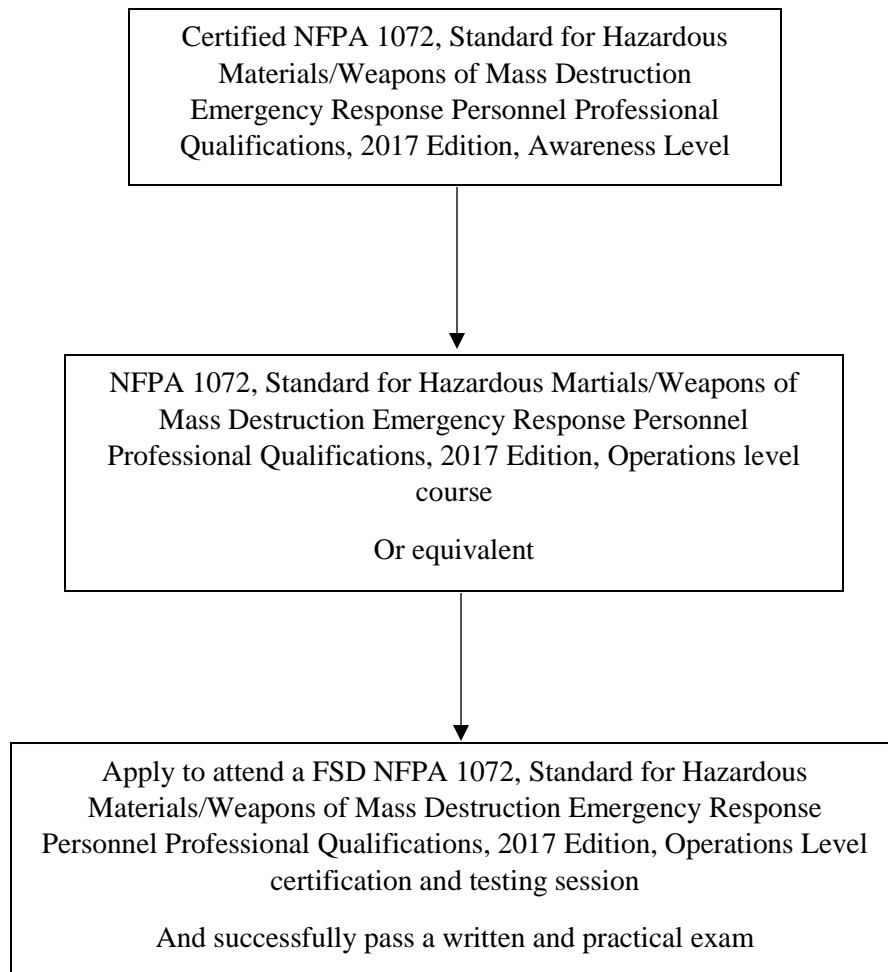 Certified NFPA 1072, Standard for Hazardous
Materials/Weapons of Mass Destruction
Emergency Response Personnel Professional
Qualifications, 2017 Edition, Awareness Level
NFPA 1072, Standard for Hazardous Martials/Weapons of
Mass Destruction Emergency Response Personnel
Professional Qualifications, 2017 Edition, Operations level
course
Or equivalent
Apply to attend a FSD NFPA 1072, Standard for Hazardous
Materials/Weapons of Mass Destruction Emergency Response
Personnel Professional Qualifications, 2017 Edition, Operations Level
certification and testing session
And successfully pass a written and practical exam